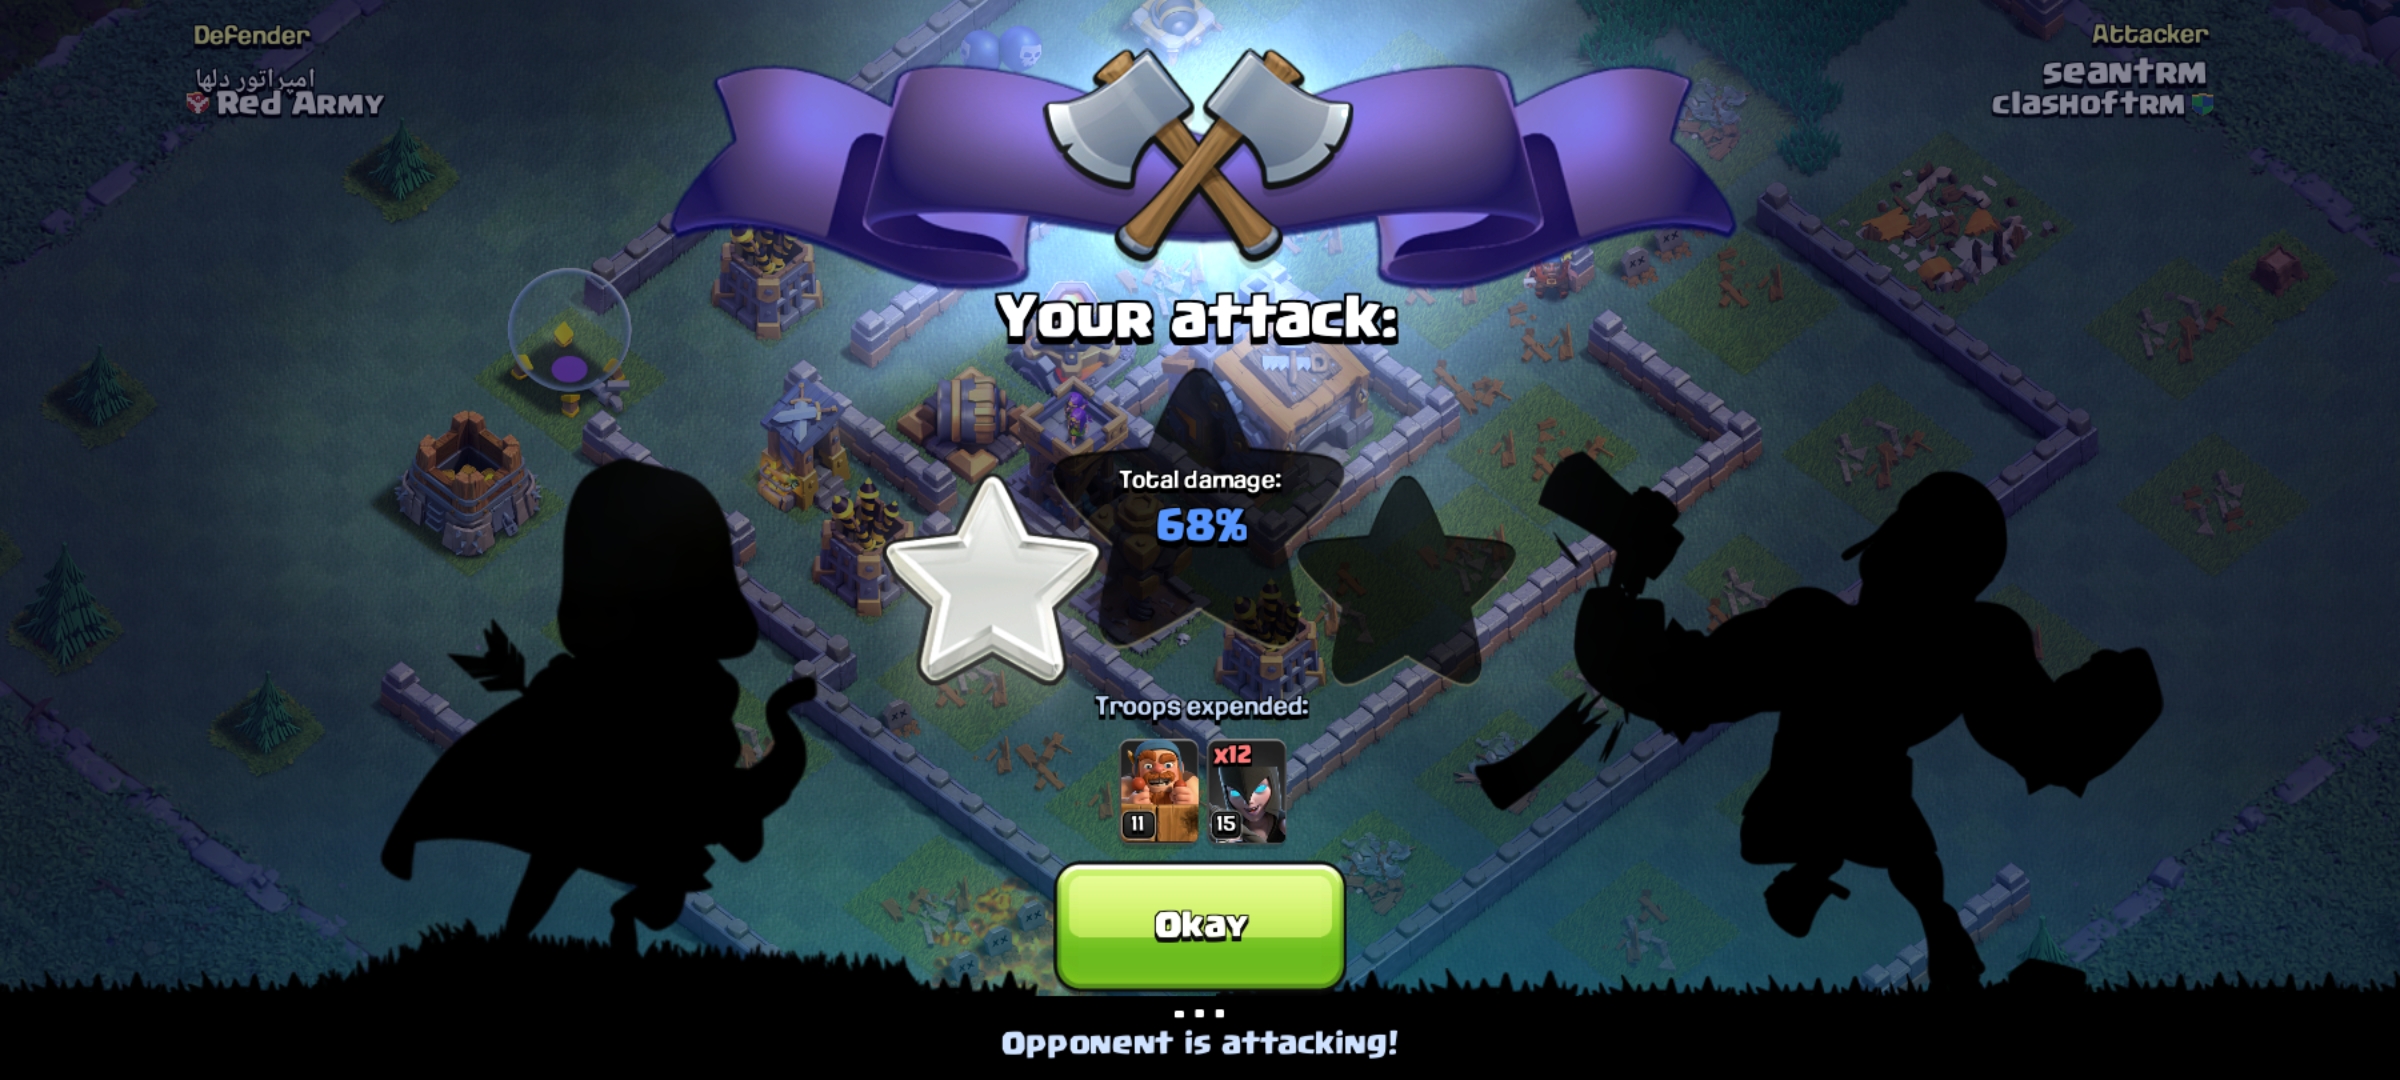 Defender
امپراتور دلها
Red Army
Attacker
seantRM
clashoftRM
Your attack:
Total damage:
68%
Troops expended:
x12
11
15
Okay
Opponent is attacking!